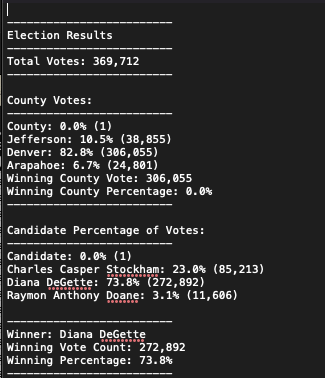 -------------------------
Election Results
-------------------------
Total Votes: 369,712
-------------------------
County Votes:
-------------------------
County: 0.0% (1)
Jefferson: 10.5% (38,855)
Denver: 82.8% (306,055)
Arapahoe: 6.7% (24,801)
Winning County Vote: 306,055
Winning County Percentage: 0.0%
-------------------------
Candidate Percentage of Votes:
-------------------------
Candidate: 0.0% (1)
Charles Casper Stockham: 23.0% (85,213)
Diana DeGette: 73.8% (272,892)
Raymon Anthony Doane: 3.1% (11,606)
-------------------------
Winner: Diana DeGette
Winning Vote Count: 272,892
Winning Percentage: 73.8%
-------------------------